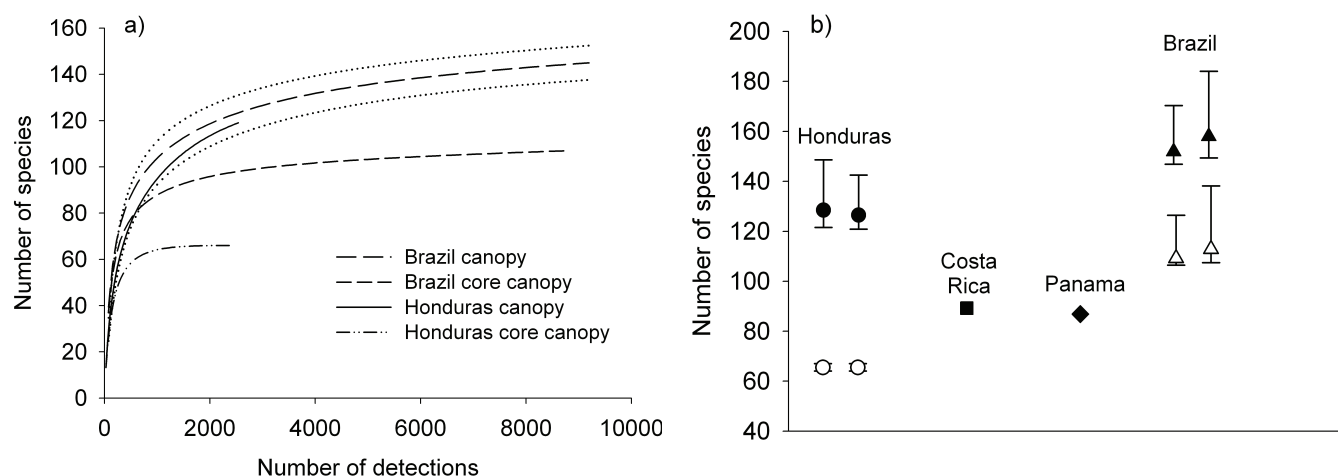 a)
160
140
120
100
80
60
40
20
0
Number of species
0 2000 4000 6000 8000 10000
Number of detections
Brazil canopy
Brazil core canopy
Honduras canopy
Honduras core canopy
b)
200
180
160
140
120
100
80
60
40
Number of species
Honduras
Costa
Rica
Panama
Brazil